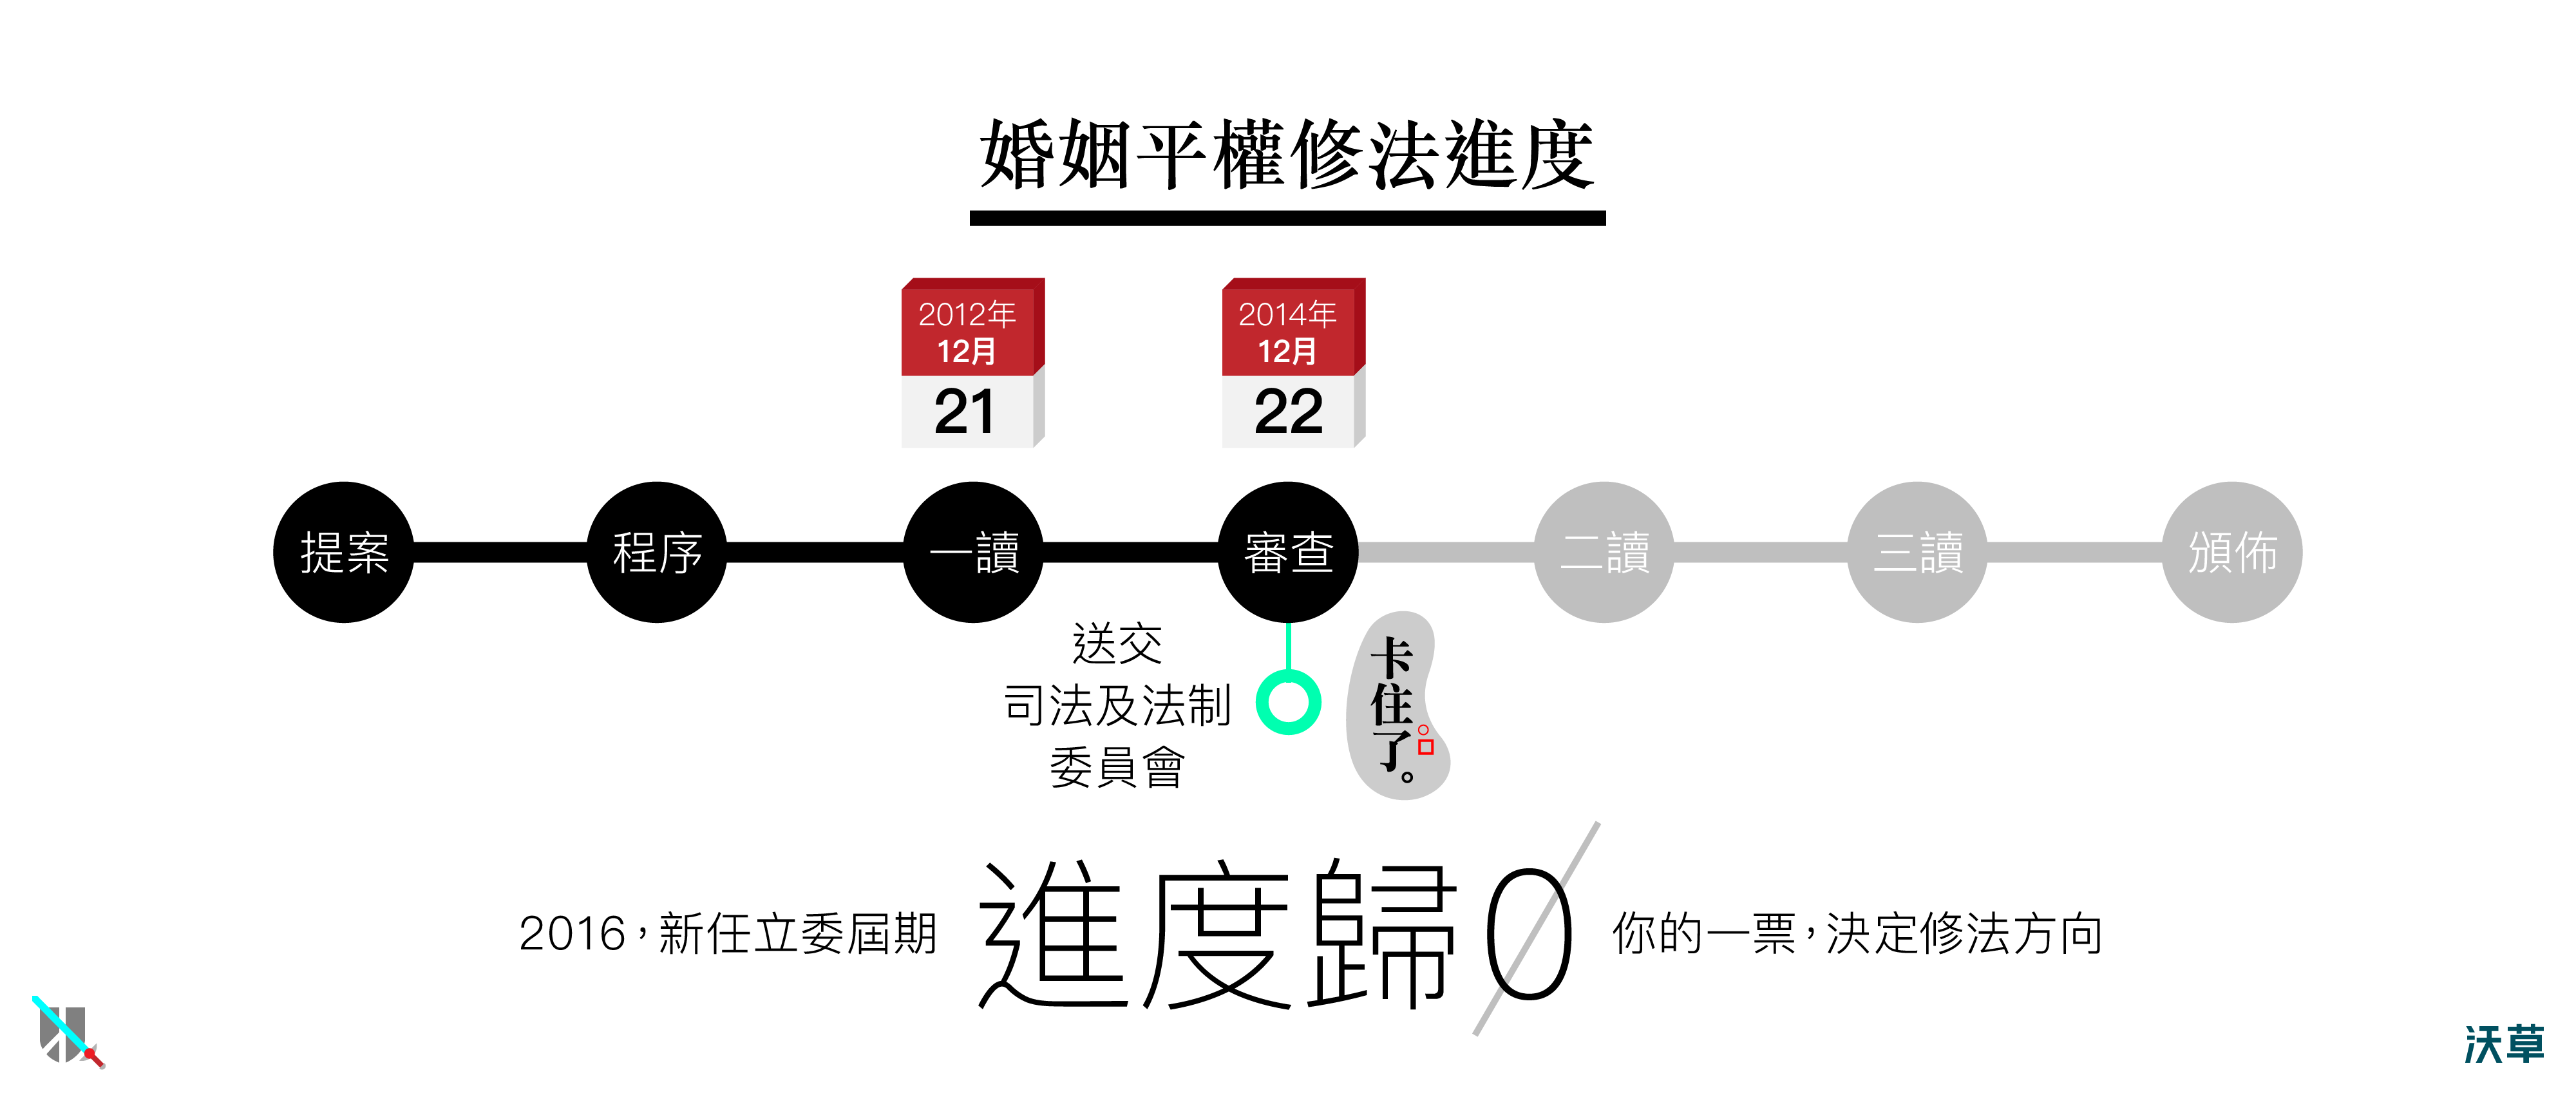 婚姻平權修法進度
2012年
12月
21
2014年
12月
22
提案
程序
一讀
審查
二讀
三讀
頒佈
送交
司法及法制
委員會
卡住了。
2016，新任立委屆期
進度歸0
你的一票，決定修法方向
沃草